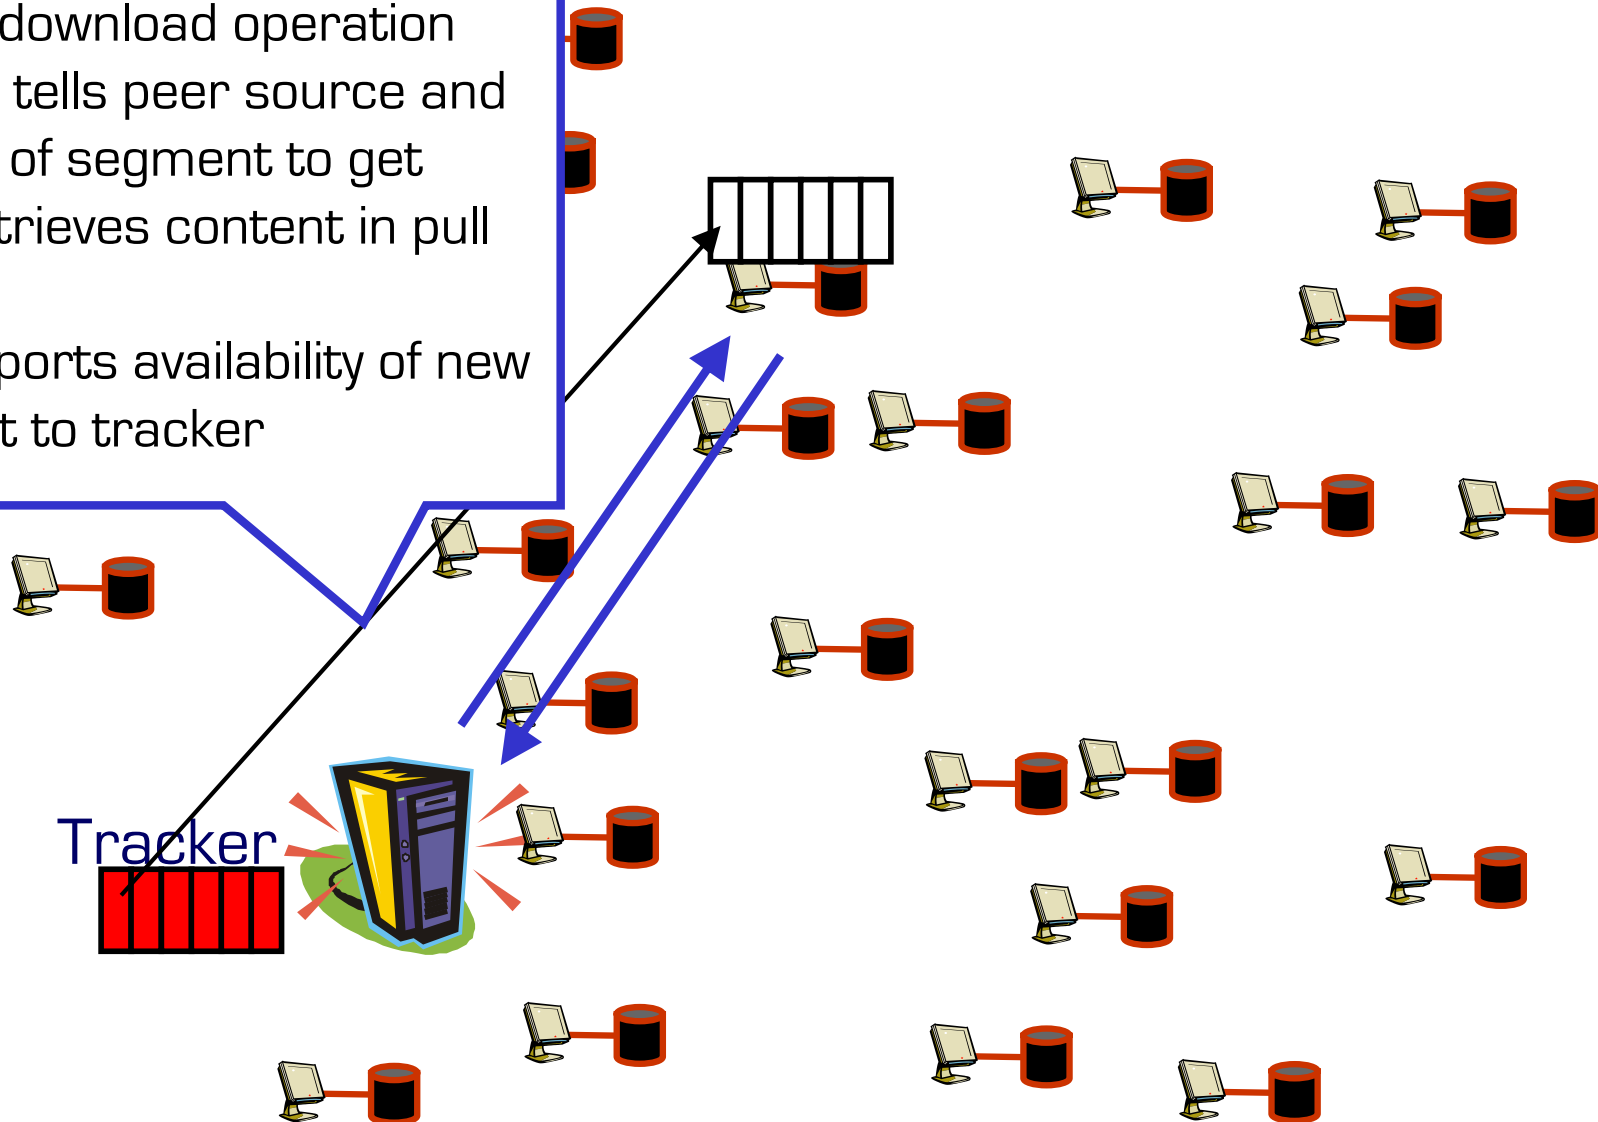 download operation
tells peer source and
of segment to get
trieves content in pull
ports availability of new
t to tracker
Tracker